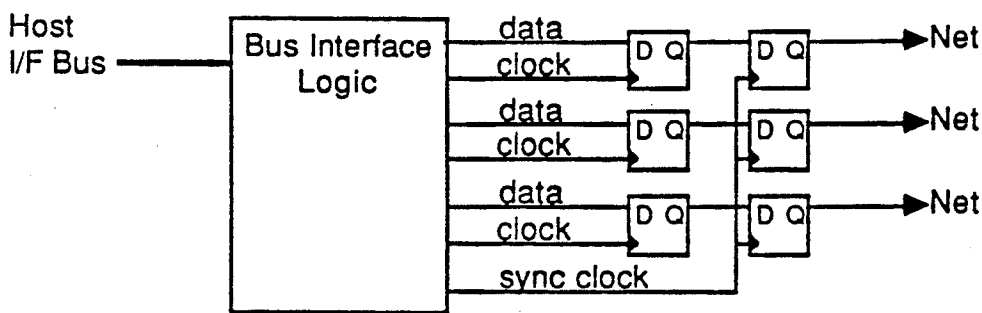 Host
I/F Bus
Bus Interface
Logic
data
clock
D Q
D Q
Net
data
clock
D Q
D Q
Net
data
clock
D Q
D Q
Net
sync clock